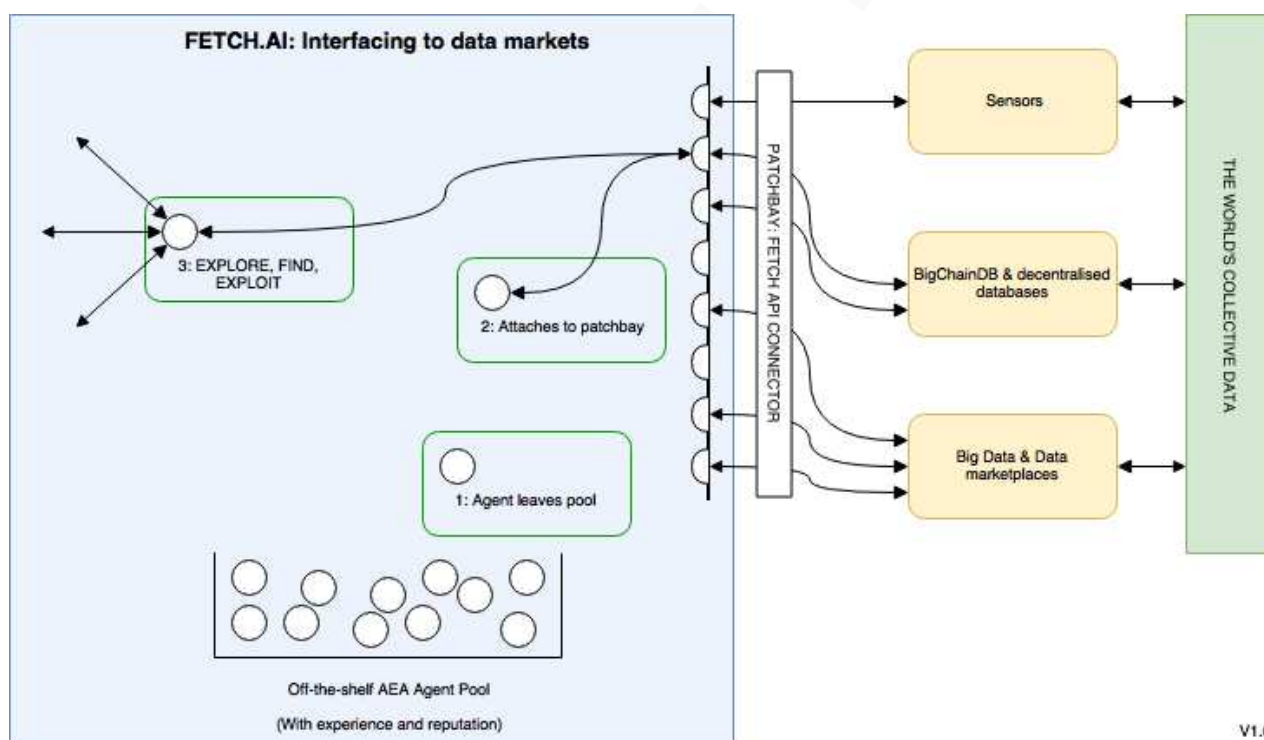 FETCH.AI: Interfacing to data markets
Sensors
PATCHBAY: FETCH API CONNECTOR
THE WORLD'S COLLECTIVE DATA
3: EXPLORE, FIND,
EXPLOIT
BigChainDB & decentralised
databases
2: Attaches to patchbay
Big Data & Data
marketplaces
1: Agent leaves pool
Off-the-shelf AEA Agent Pool
(With experience and reputation)